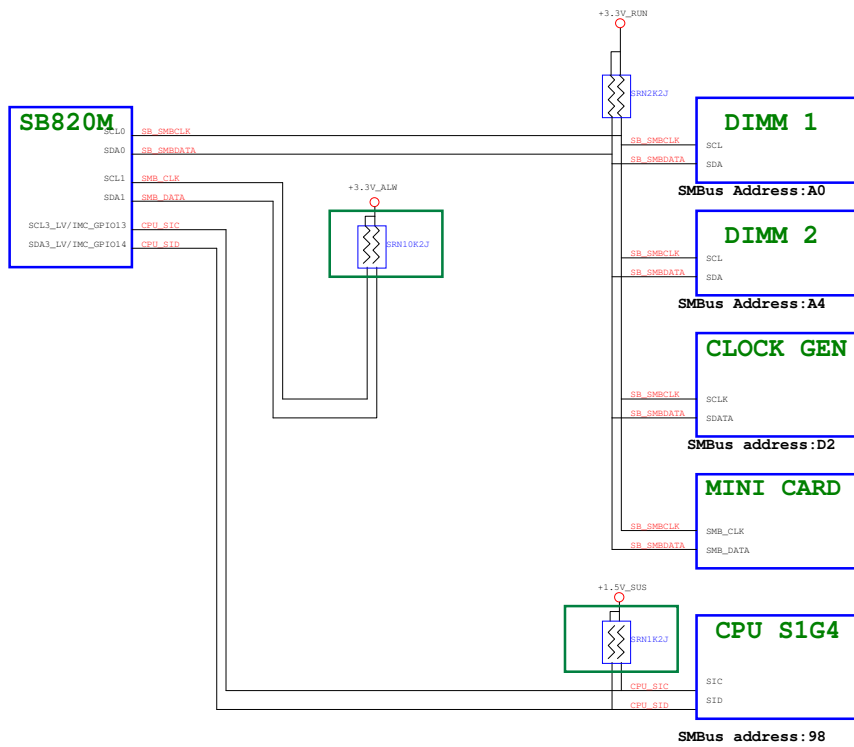 +3.3V_RUN
SRN2K2J
SB820M
SCL0 SB_SMBCLK
SDA0 SB_SMBDATA
SCL1 SMB_CLK
SDA1 SMB_DATA
SCL3_LV/IMC_GPIO13 CPU_SIC
SDA3_LV/IMC_GPIO14 CPU_SID
+3.3V_ALW
SRN10K2J
DIMM 1
SB_SMBCLK SCL
SB_SMBDATA SDA
SMBus Address:A0
DIMM 2
SB_SMBCLK SCL
SB_SMBDATA SDA
SMBus Address:A4
CLOCK GEN
SB_SMBCLK SCLK
SB_SMBDATA SDATA
SMBus address:D2
MINI CARD
SB_SMBCLK SMB_CLK
SB_SMBDATA SMB_DATA
+1.5V_SUS
SRN1K2J
CPU S1G4
CPU_SIC SIC
CPU_SID SID
SMBus address:98